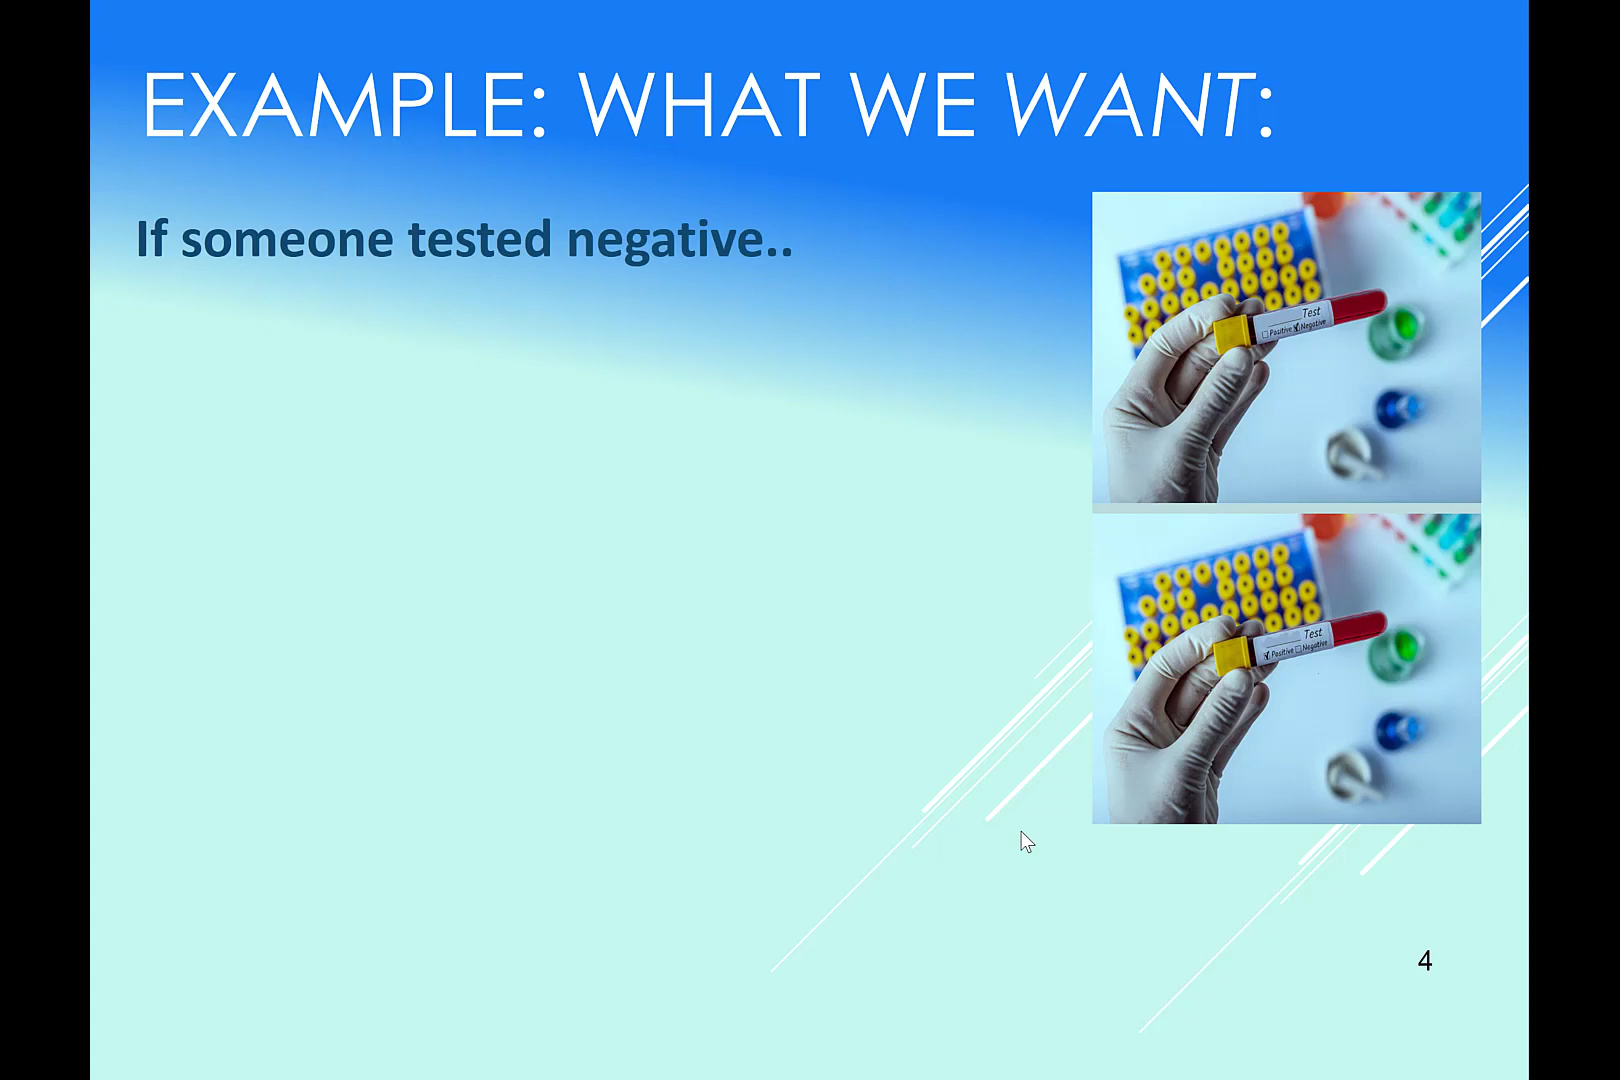 EXAMPLE: WHAT WE WANT:
If someone tested negative..
Test
Positive Negative
Test
Positive Negative
4